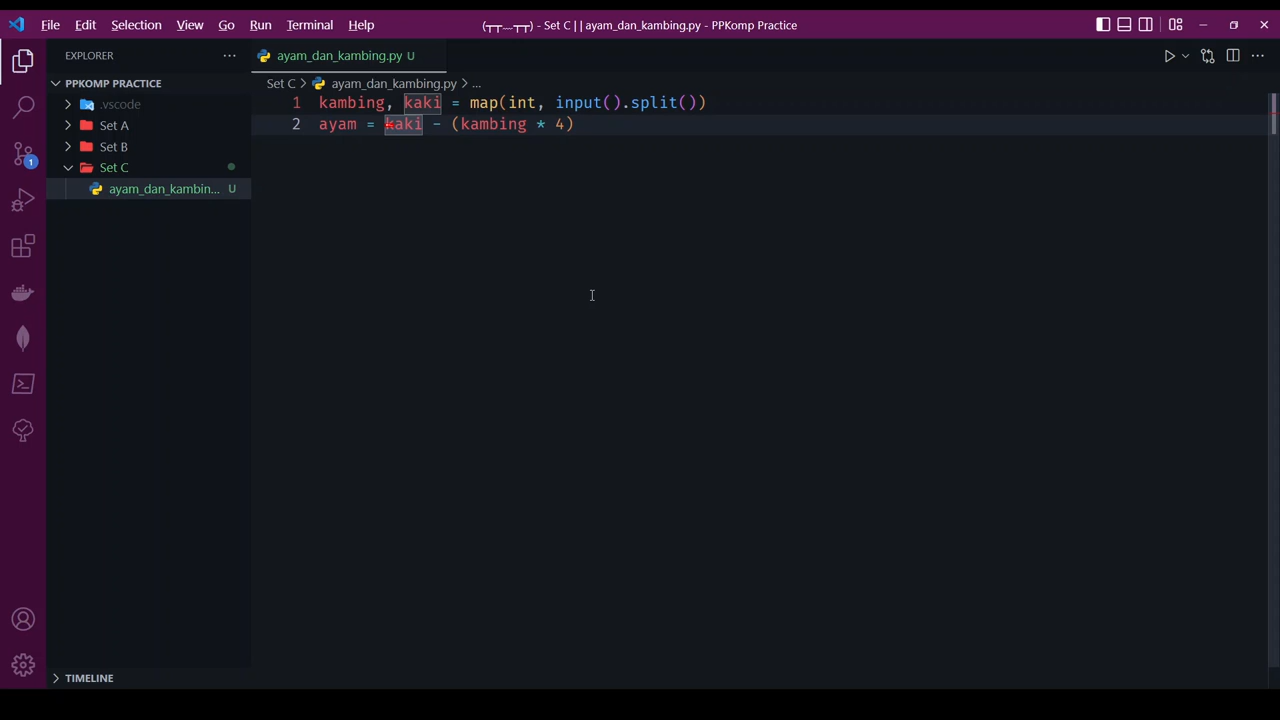 File Edit Selection View Go Run Terminal Help
(┬┬﹏┬┬) - Set C | | ayam_dan_kambing.py - PPKomp Practice
EXPLORER
ayam_dan_kambing.py U
PPKOMP PRACTICE
Set C > ayam_dan_kambing.py > ...
.vscode
Set A
Set B
Set C
ayam_dan_kambin... U
1 kambing, kaki = map(int, input().split())
2 ayam = kaki - (kambing * 4)
1
TIMELINE